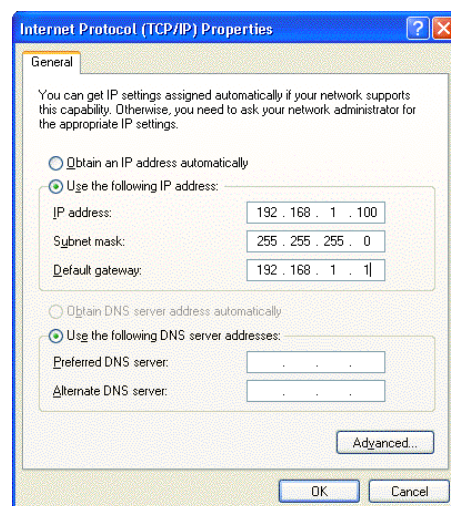 Internet Protocol (TCP/IP) Properties
General
You can get IP settings assigned automatically if your network supports
this capability. Otherwise, you need to ask your network administrator for
the appropriate IP settings.
Obtain an IP address automatically
Use the following IP address:
IP address: 192 . 168 . 1 . 100
Subnet mask: 255 . 255 . 255 . 0
Default gateway: 192 . 168 . 1 . 1
Obtain DNS server address automatically
Use the following DNS server addresses:
Preferred DNS server: . . .
Alternate DNS server: . . .
Advanced...
OK Cancel